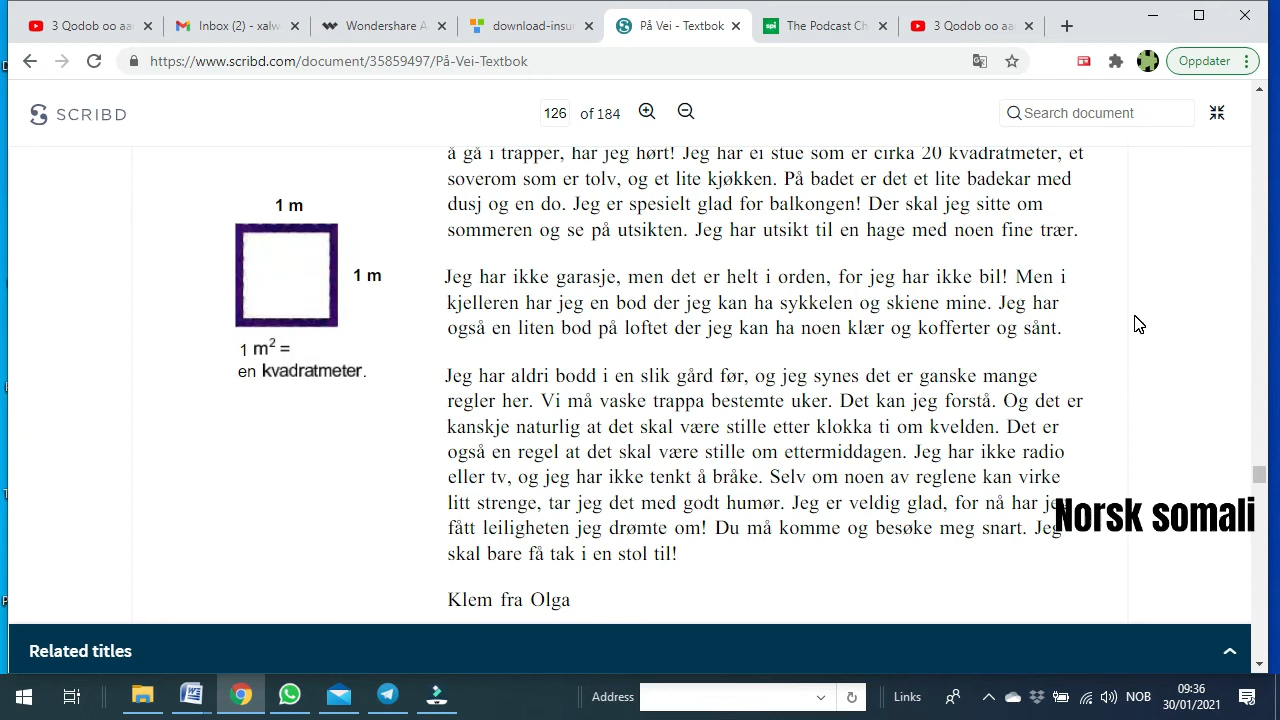 3 Qodob oo aa
Inbox (2) - xalw
Wondershare A
download-insu
På Vei - Textbok
The Podcast Ch
3 Qodob oo aa
https://www.scribd.com/document/35859497/På-Vei-Textbok
Oppdater
SCRIBD
126 of 184
Search document
å gå i trapper, har jeg hørt! Jeg har ei stue som er cirka 20 kvadratmeter, et
soverom som er tolv, og et lite kjøkken. På badet er det et lite badekar med
dusj og en do. Jeg er spesielt glad for balkongen! Der skal jeg sitte om
sommeren og se på utsikten. Jeg har utsikt til en hage med noen fine trær.
1 m
1 m
1 m² =
en kvadratmeter.
Jeg har ikke garasje, men det er helt i orden, for jeg har ikke bil! Men i
kjelleren har jeg en bod der jeg kan ha sykkelen og skiene mine. Jeg har
også en liten bod på loftet der jeg kan ha noen klær og kofferter og sånt.
Jeg har aldri bodd i en slik gård før, og jeg synes det er ganske mange
regler her. Vi må vaske trappa bestemte uker. Det kan jeg forstå. Og det er
kanskje naturlig at det skal være stille etter klokka ti om kvelden. Det er
også en regel at det skal være stille om ettermiddagen. Jeg har ikke radio
eller tv, og jeg har ikke tenkt å bråke. Selv om noen av reglene kan virke
litt strenge, tar jeg det med godt humør. Jeg er veldig glad, for nå har je
fått leiligheten jeg drømte om! Du må komme og besøke meg snart. Jeg
skal bare få tak i en stol til!
Norsk somali
Klem fra Olga
Related titles
Address
Links
NOB
09:36
30/01/2021